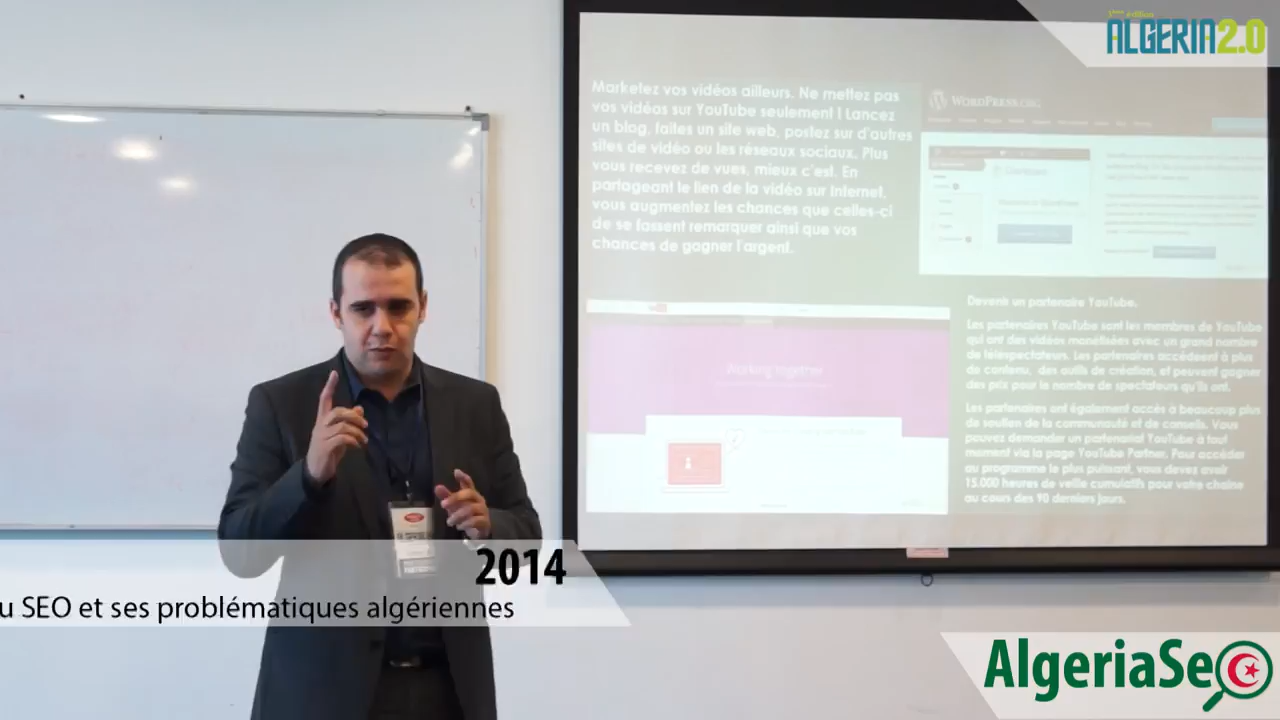 ALGERIA2.0
Marketez vos vidéos ailleurs. Ne mettez pas
vos vidéos sur YouTube seulement ! Lancez
un blog, faites un site web, postez sur d'autres
sites de vidéo ou les réseaux sociaux. Plus
vous recevez de vues, mieux c'est. En
partageant le lien de la vidéo sur Internet,
vous augmentez les chances que celles-ci
de se fassent remarquer ainsi que vos
chances de gagner l'argent.
WORDPRESS.ORG
Working together
Devenir un partenaire YouTube.
Les partenaires YouTube sont les membres de YouTube
qui ont des vidéos monétisées avec un grand nombre
de téléspectateurs. Les partenaires accédeent à plus
de contenu, des outils de création, et peuvent gagner
des prix pour le nombre de spectateurs qu'ils ont.
Les partenaires ont également accès à beaucoup plus
de soutien de la communauté et de conseils. Vous
pouvez demander un partenariat YouTube à tout
moment via la page YouTube Partner. Pour accéder
au programme le plus puissant, vous devez avoir
15.000 heures de veille cumulatifs pour votre chaîne
au cours des 90 derniers jours.
2014
u SEO et ses problématiques algériennes
AlgeriaSe